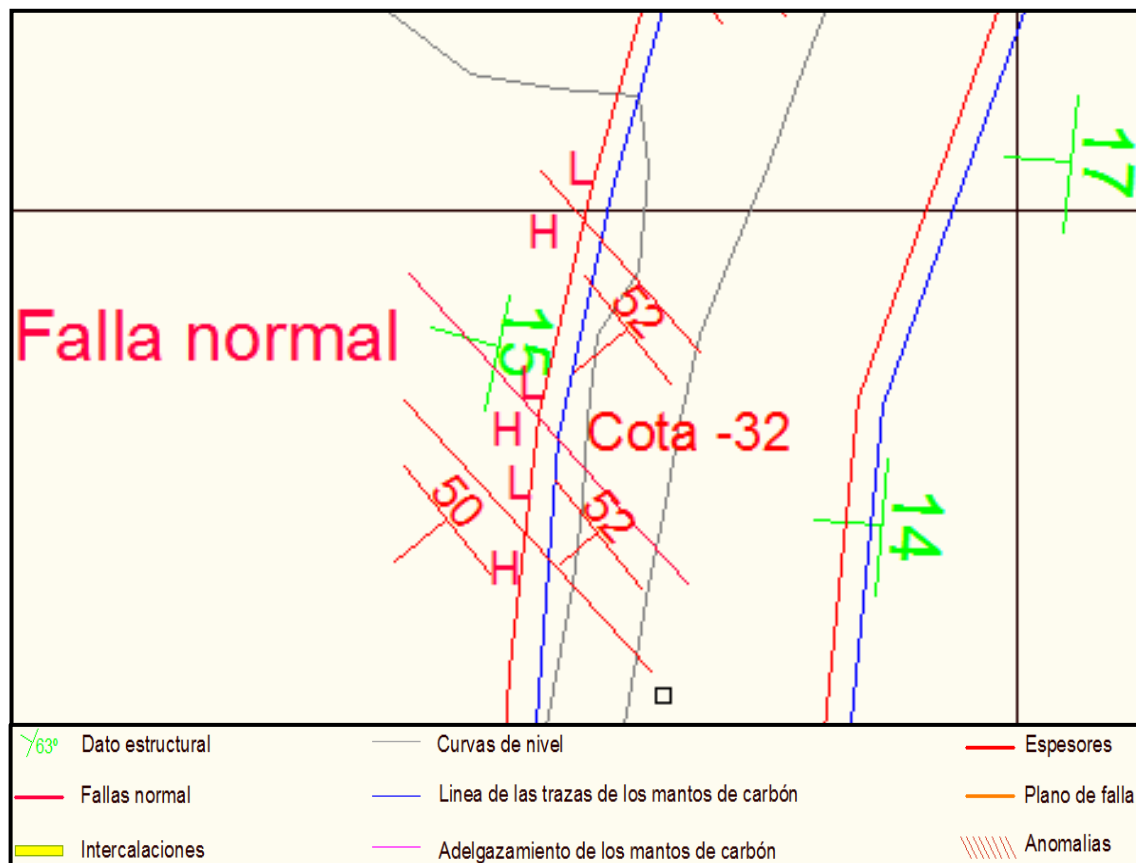 17
L
H
52
Falla normal
15
L
H
Cota -32
L
50
52
14
H
63º Dato estructural
Curvas de nivel
Espesores
Fallas normal
Linea de las trazas de los mantos de carbón
Plano de falla
Intercalaciones
Adelgazamiento de los mantos de carbón
Anomalias